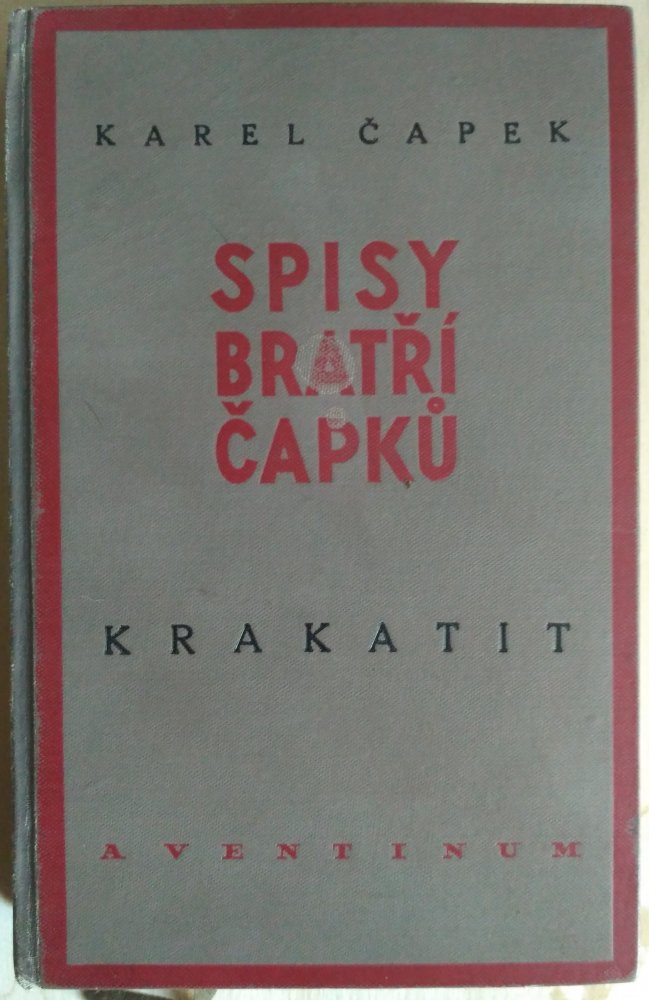 KAREL ČAPEK
SPISY
BRATŘÍ
ČAPKŮ
KRAKATIT
AVENTINUM